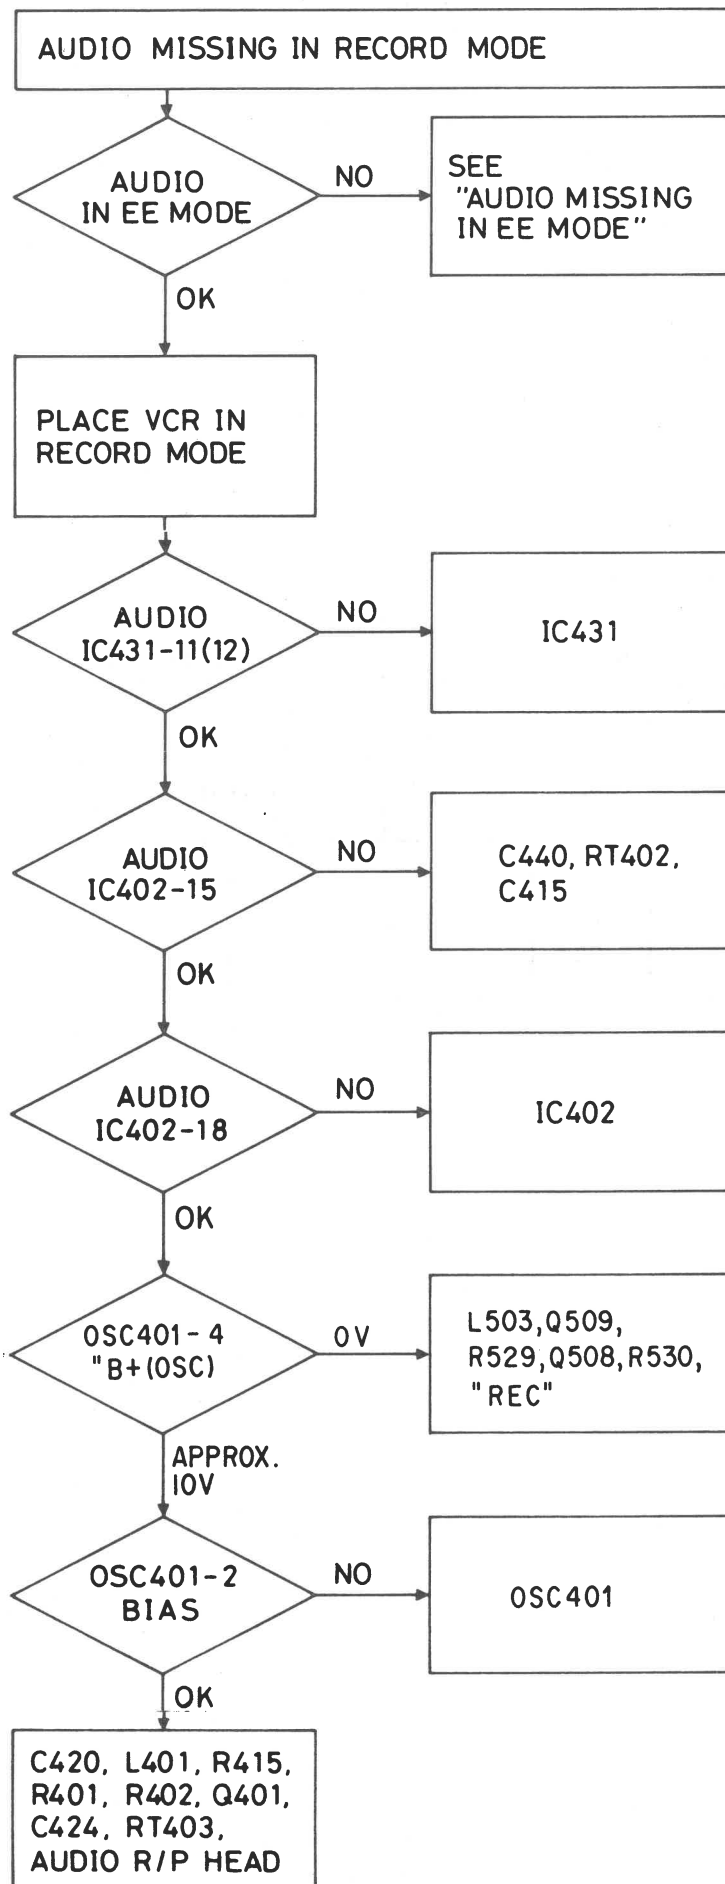 AUDIO MISSING IN RECORD MODE
AUDIO
IN EE MODE
NO
SEE
"AUDIO MISSING
IN EE MODE"
OK
PLACE VCR IN
RECORD MODE
AUDIO
IC431-11(12)
NO
IC431
OK
AUDIO
IC402-15
NO
C440, RT402,
C415
OK
AUDIO
IC402-18
NO
IC402
OK
OSC401-4
"B+(OSC)
0V
L503,Q509,
R529,Q508,R530,
"REC"
APPROX.
10V
OSC401-2
BIAS
NO
OSC401
OK
C420, L401, R415,
R401, R402, Q401,
C424, RT403,
AUDIO R/P HEAD